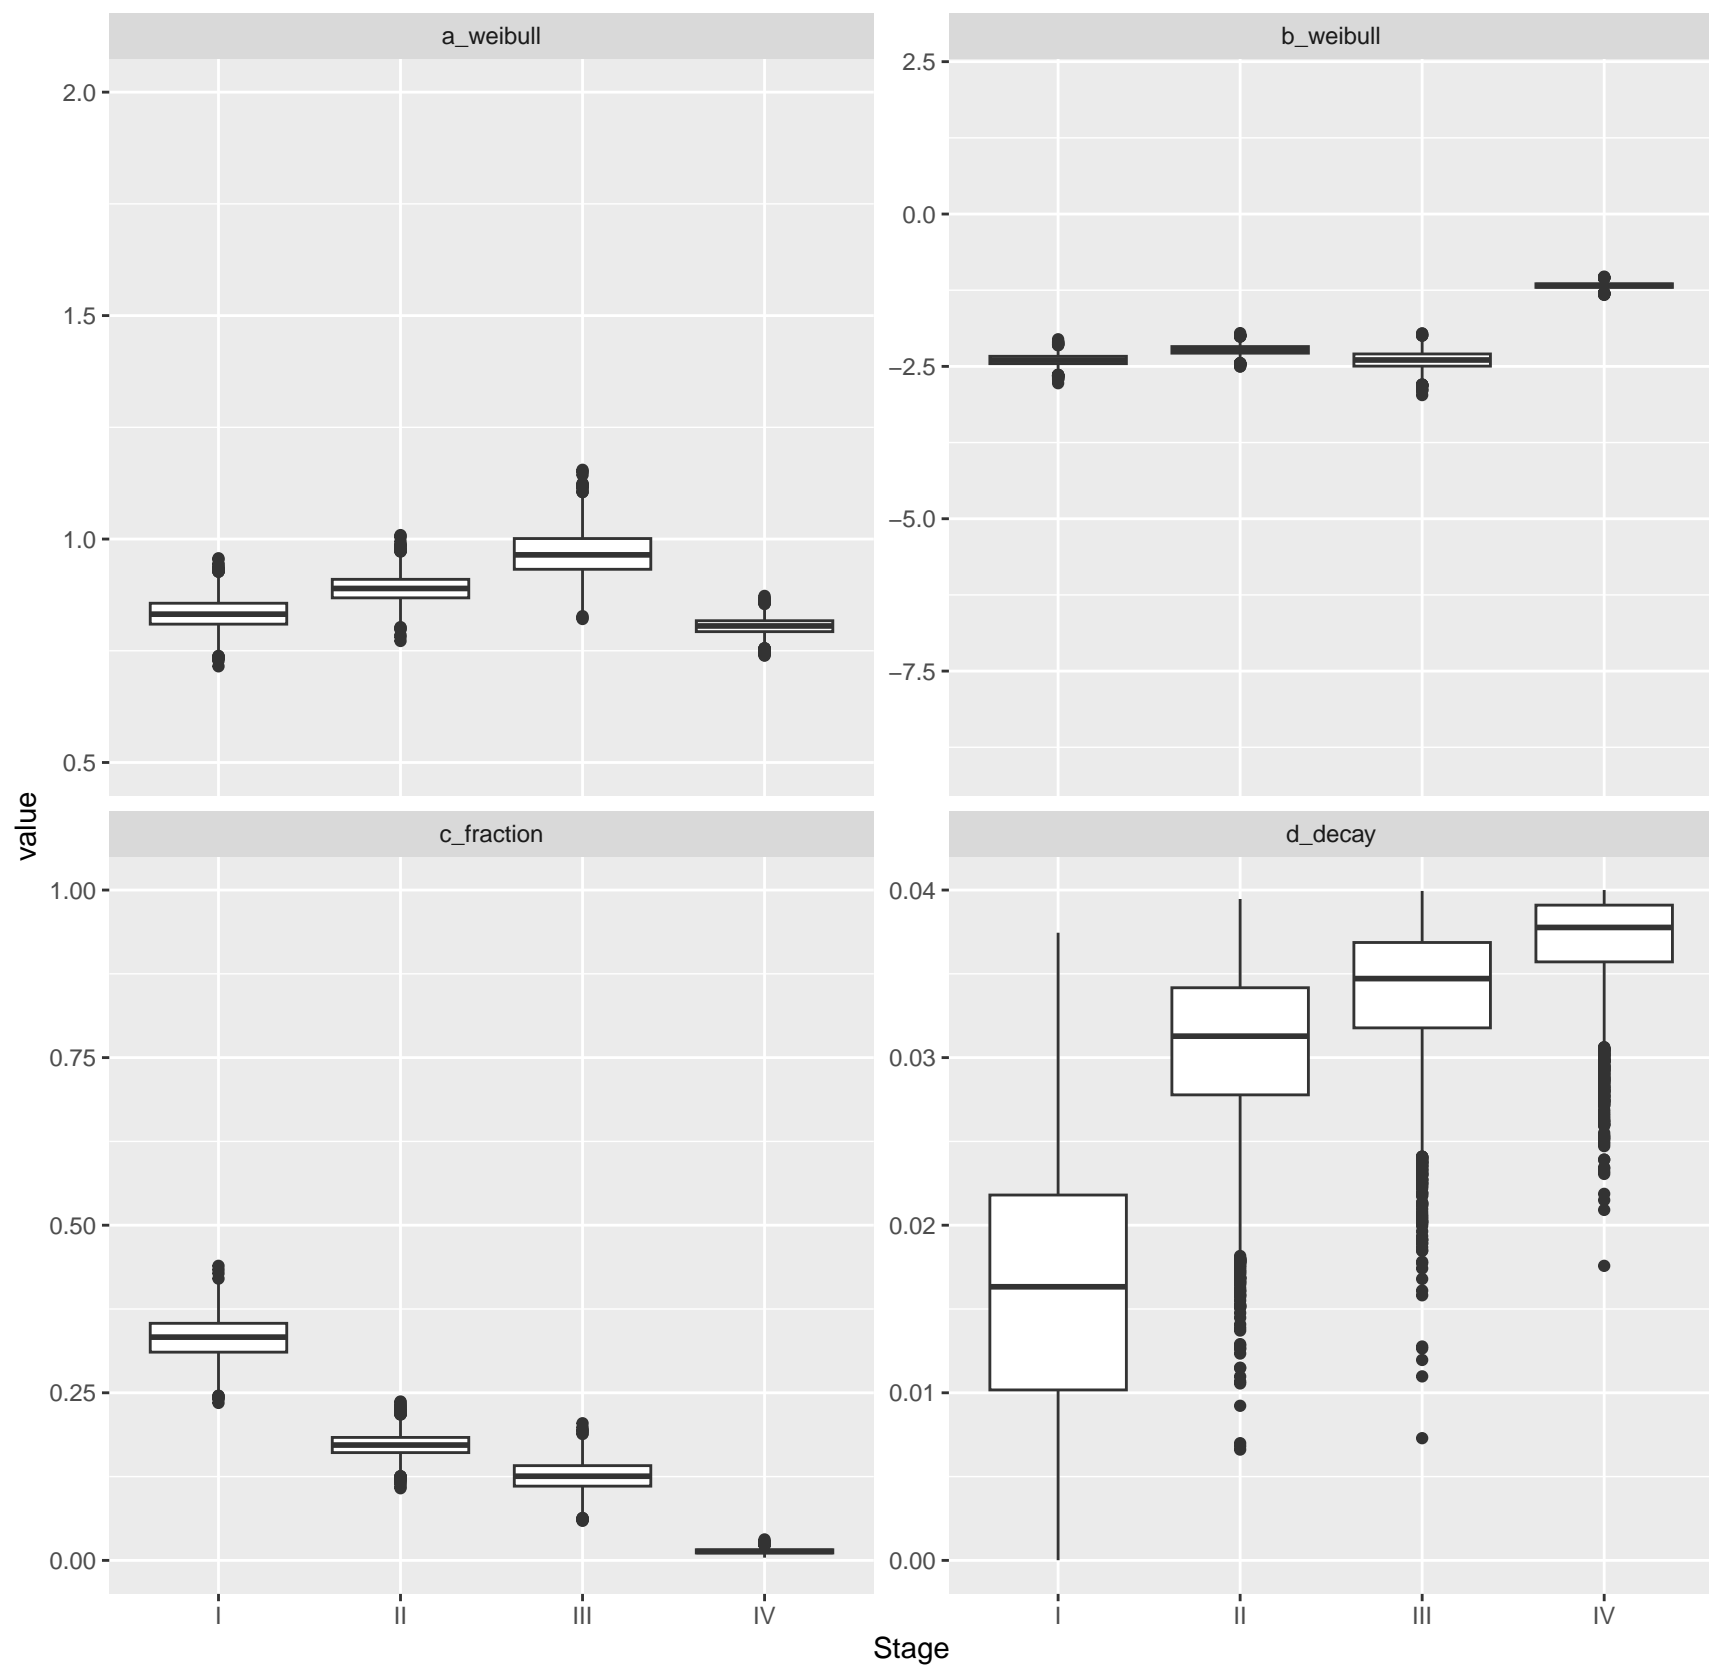 a_weibull
b_weibull
2.0
1.5
1.0
0.5
2.5
0.0
−2.5
−5.0
−7.5
value
c_fraction
d_decay
1.00
0.75
0.50
0.25
0.00
0.04
0.03
0.02
0.01
0.00
I II III IV
I II III IV
Stage